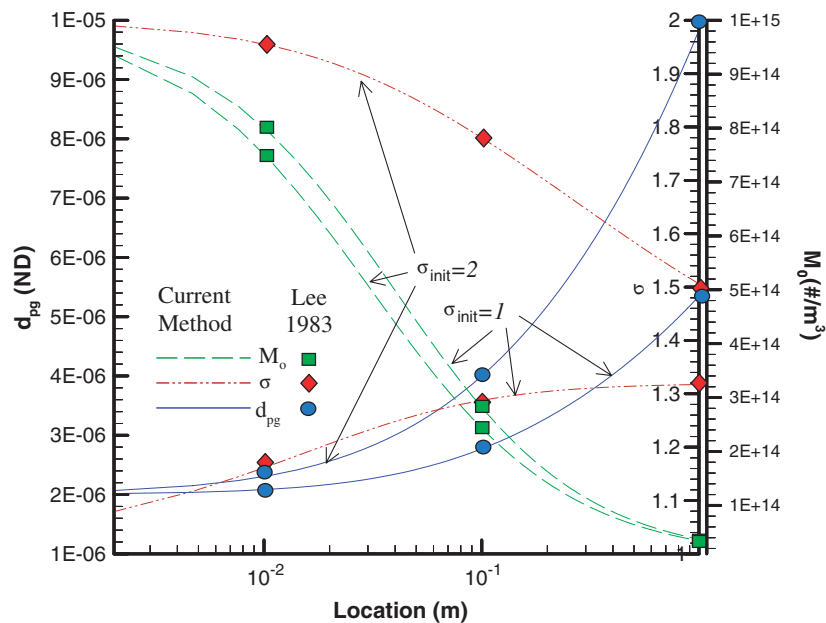 1E-05
9E-06
8E-06
7E-06
6E-06
5E-06
4E-06
3E-06
2E-06
1E-06
d_pg (ND)
2
1.9
1.8
1.7
1.6
1.5
1.4
1.3
1.2
1.1
σ
1E+15
9E+14
8E+14
7E+14
6E+14
5E+14
4E+14
3E+14
2E+14
1E+14
M_0(#/m^3)
σ_init=2
σ_init=1
Current Method
Lee 1983
M_o
σ
d_pg
10^-2
10^-1
1
Location (m)